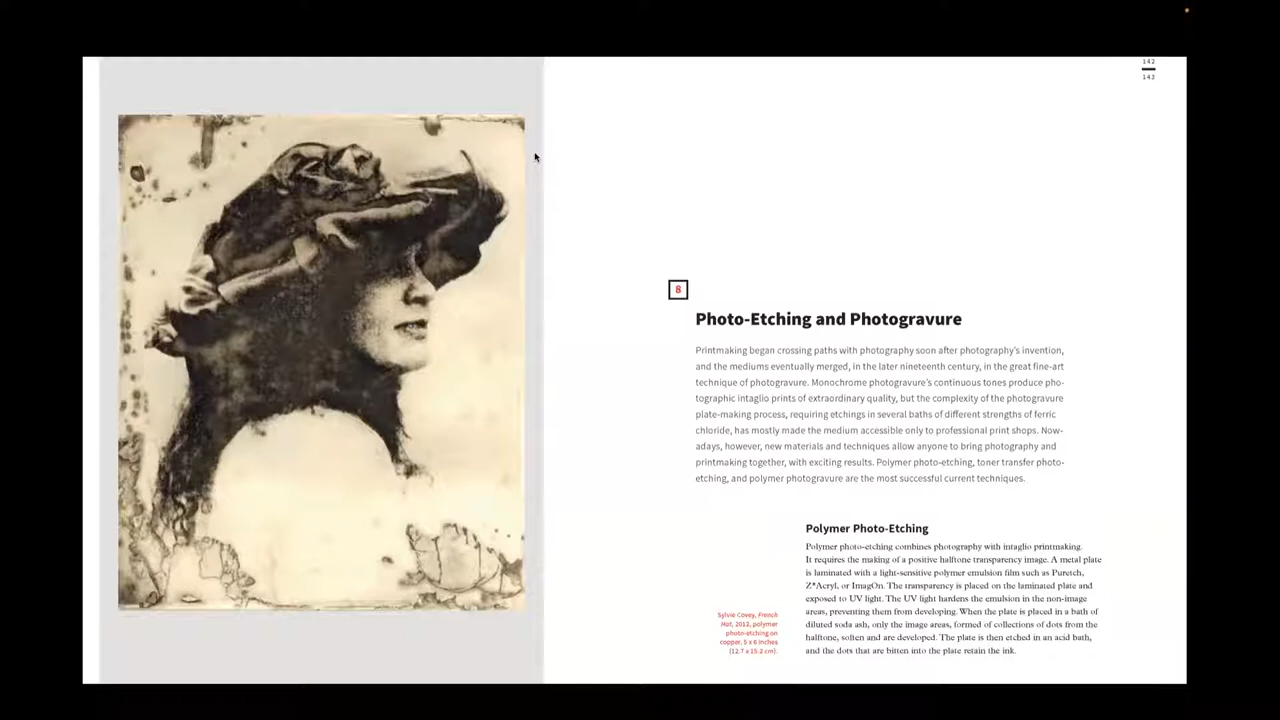 142
143
8
Photo-Etching and Photogravure
Printmaking began crossing paths with photography soon after photography's invention,
and the mediums eventually merged, in the later nineteenth century, in the great fine-art
technique of photogravure. Monochrome photogravure's continuous tones produce pho-
tographic intaglio prints of extraordinary quality, but the complexity of the photogravure
plate-making process, requiring etchings in several baths of different strengths of ferric
chloride, has mostly made the medium accessible only to professional print shops. Now-
adays, however, new materials and techniques allow anyone to bring photography and
printmaking together, with exciting results. Polymer photo-etching, toner transfer photo-
etching, and polymer photogravure are the most successful current techniques.
Polymer Photo-Etching
Polymer photo-etching combines photography with intaglio printmaking.
It requires the making of a positive halftone transparency image. A metal plate
is laminated with a light-sensitive polymer emulsion film such as Puretch,
Z*Acryl, or ImagOn. The transparency is placed on the laminated plate and
exposed to UV light. The UV light hardens the emulsion in the non-image
areas, preventing them from developing. When the plate is placed in a bath of
diluted soda ash, only the image areas, formed of collections of dots from the
halftone, soften and are developed. The plate is then etched in an acid bath,
and the dots that are bitten into the plate retain the ink.
Sylvie Covey, French
Hat, 2012, polymer
photo-etching on
copper, 5 x 6 inches
(12.7 x 15.2 cm).